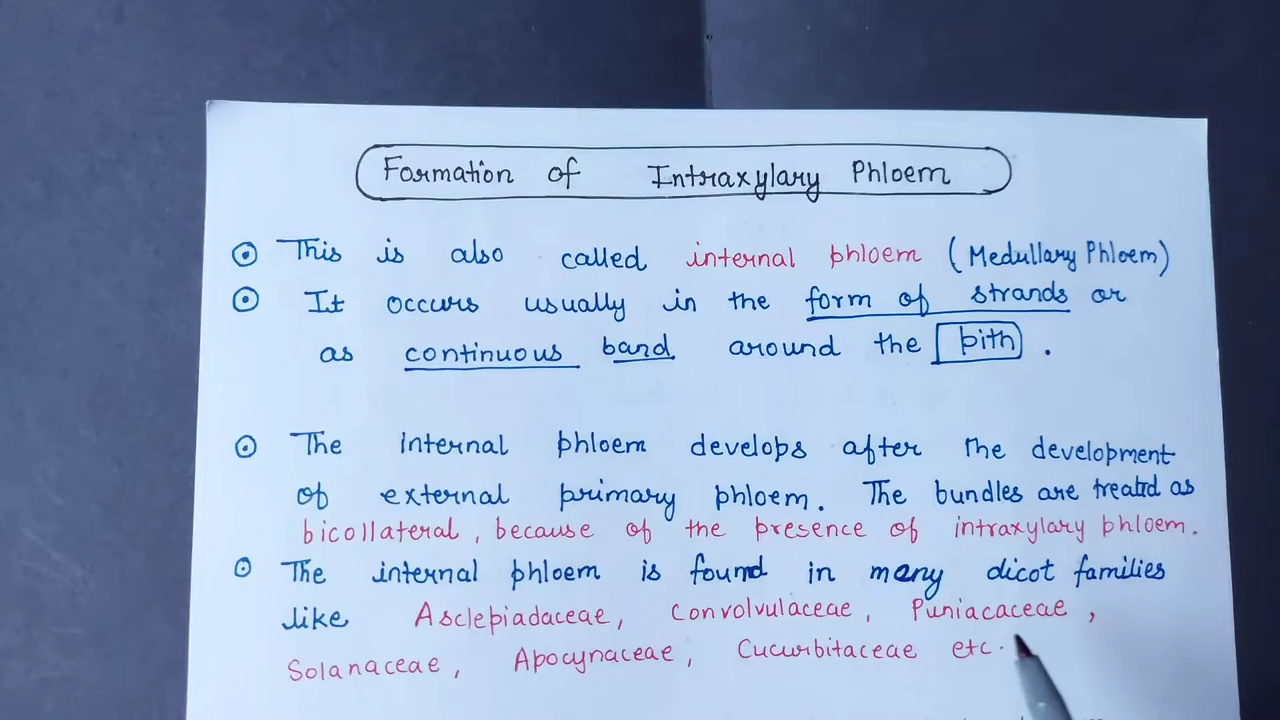 Formation of Intraxylary Phloem
This is also called internal phloem (Medullary Phloem)
It occurs usually in the form of strands or
as continuous band around the pith.
The internal phloem develops after the development
of external primary phloem. The bundles are treated as
bicollateral, because of the presence of intraxylary phloem.
The internal phloem is found in many dicot families
like Asclepiadaceae, Convolvulaceae, Puniacaceae,
Solanaceae, Apocynaceae, Cucurbitaceae etc.